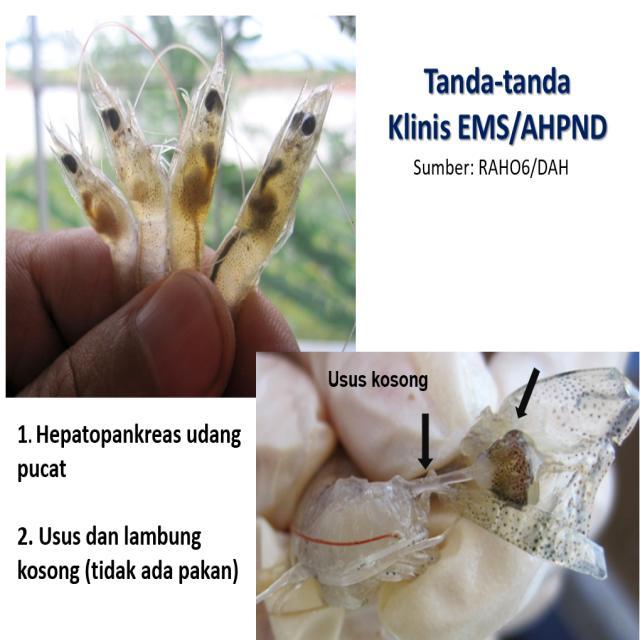 Tanda-tanda
Klinis EMS/AHPND
Sumber: RAHO6/DAH
Usus kosong
1. Hepatopankreas udang
pucat
2. Usus dan lambung
kosong (tidak ada pakan)